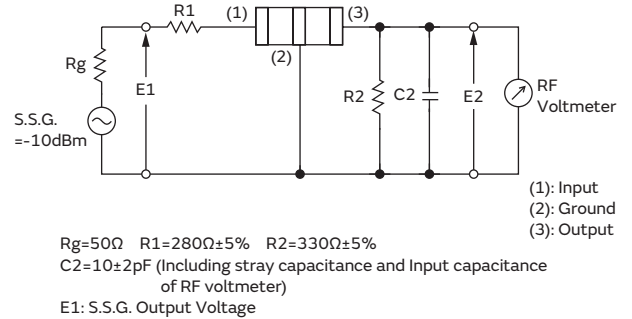 R1
(1)
(3)
(2)
Rg
E1
R2
C2
E2
RF
Voltmeter
S.S.G.
=-10dBm
(1): Input
(2): Ground
(3): Output
Rg=50Ω R1=280Ω±5% R2=330Ω±5%
C2=10±2pF (Including stray capacitance and Input capacitance
of RF voltmeter)
E1: S.S.G. Output Voltage